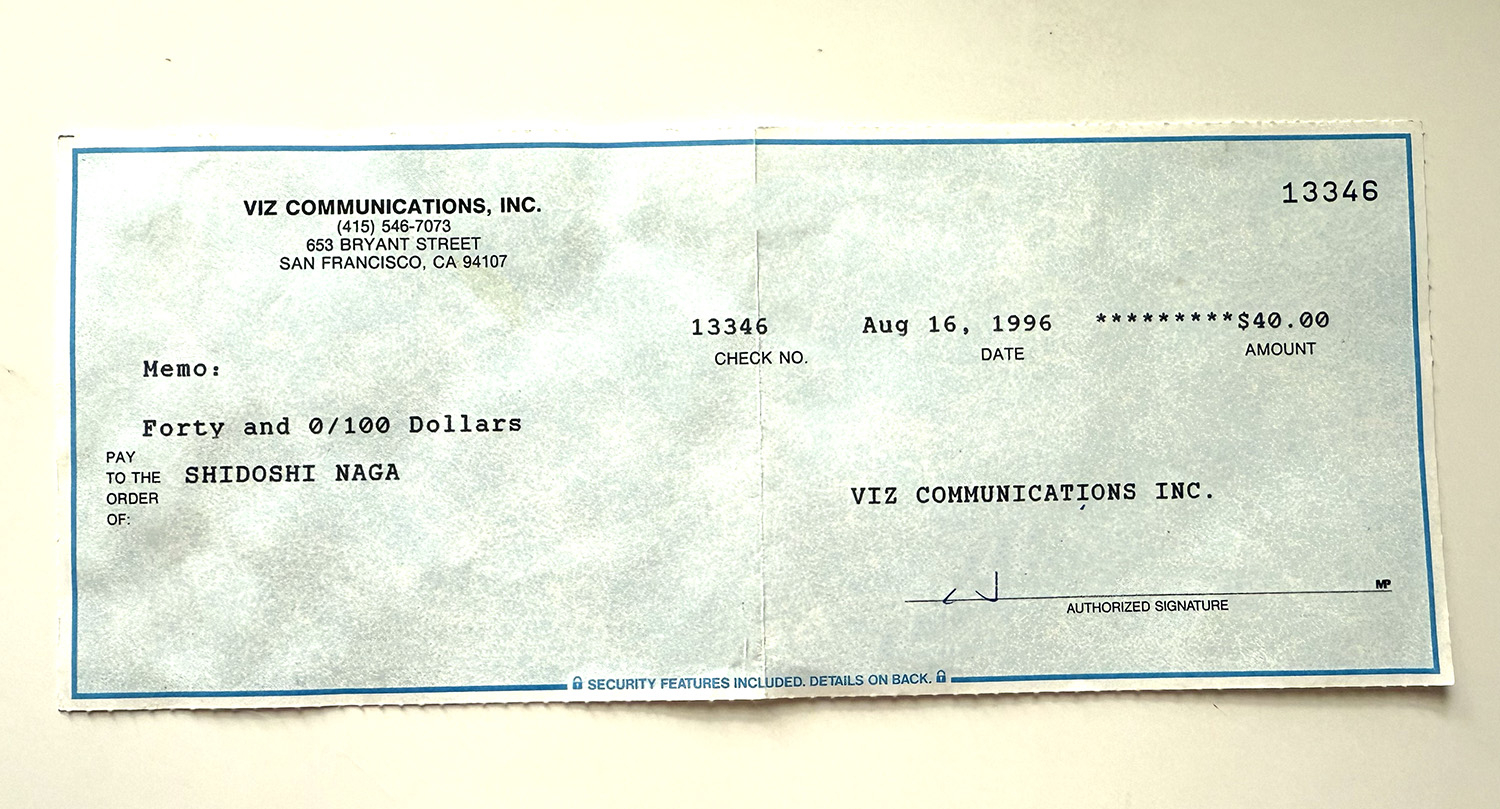 VIZ COMMUNICATIONS, INC.
(415) 546-7073
653 BRYANT STREET
SAN FRANCISCO, CA 94107
13346
13346 Aug 16, 1996 *********$40.00
CHECK NO. DATE AMOUNT
Memo:
Forty and 0/100 Dollars
PAY
TO THE
ORDER
OF:
SHIDOSHI NAGA
VIZ COMMUNICATIONS INC.
MP
AUTHORIZED SIGNATURE
SECURITY FEATURES INCLUDED. DETAILS ON BACK.